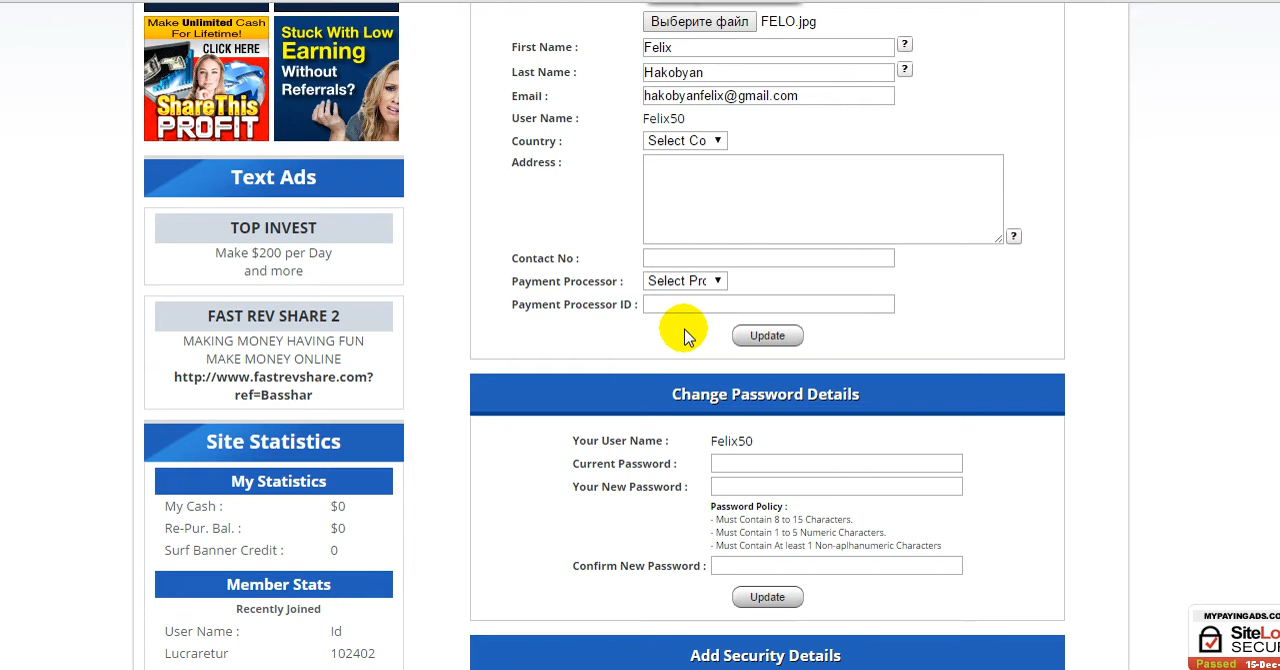 Make Unlimited Cash
For Lifetime!
CLICK HERE
ShareThis
PROFIT
Stuck With Low
Earning
Without
Referrals?
Text Ads
TOP INVEST
Make $200 per Day
and more
FAST REV SHARE 2
MAKING MONEY HAVING FUN
MAKE MONEY ONLINE
http://www.fastrevshare.com?
ref=Basshar
Site Statistics
My Statistics
My Cash : $0
Re-Pur. Bal. : $0
Surf Banner Credit : 0
Member Stats
Recently Joined
User Name : Id
Lucraretur 102402
Выберите файл FELO.jpg
First Name : Felix ?
Last Name : Hakobyan ?
Email : hakobyanfelix@gmail.com
User Name : Felix50
Country : Select Co
Address : ?
Contact No :
Payment Processor : Select Pro
Payment Processor ID :
Update
Change Password Details
Your User Name : Felix50
Current Password :
Your New Password :
Password Policy :
- Must Contain 8 to 15 Characters.
- Must Contain 1 to 5 Numeric Characters.
- Must Contain At least 1 Non-aplhanumeric Characters
Confirm New Password :
Update
Add Security Details
MYPAYINGADS.CO
SiteLo
SECUR
Passed 15-Dec-